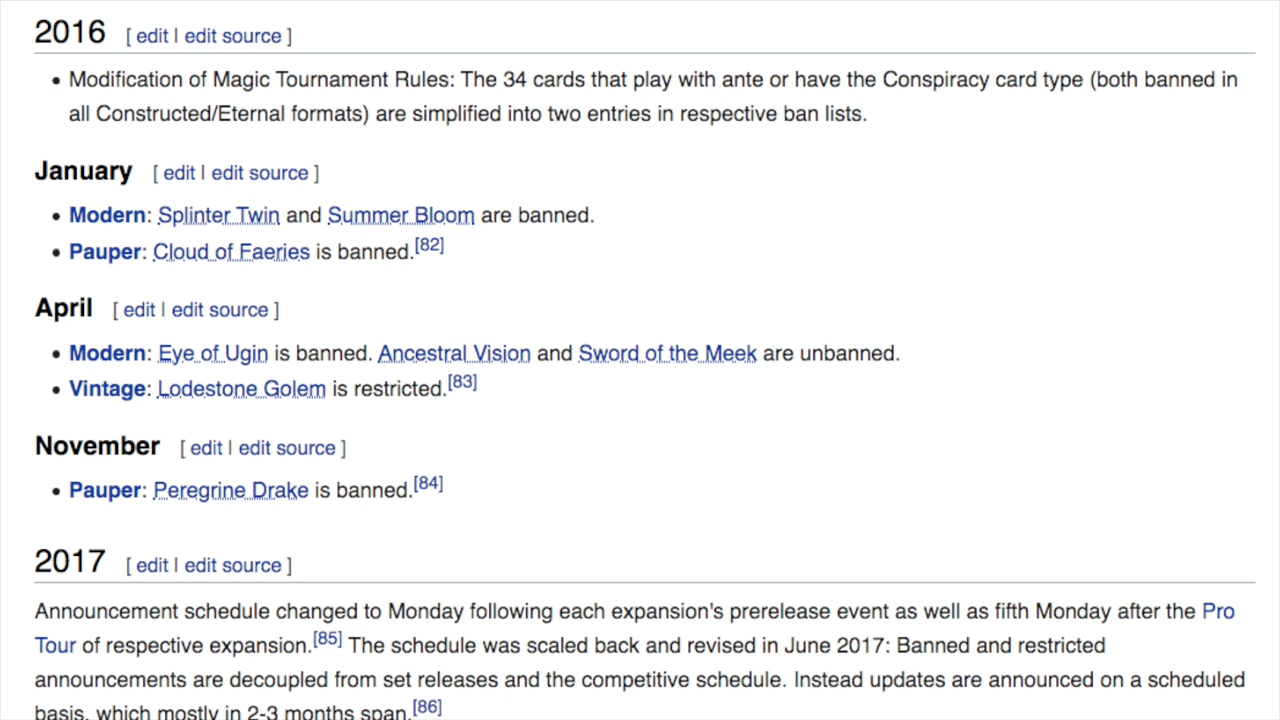 2016 [ edit | edit source ]
• Modification of Magic Tournament Rules: The 34 cards that play with ante or have the Conspiracy card type (both banned in
all Constructed/Eternal formats) are simplified into two entries in respective ban lists.
January [ edit | edit source ]
• Modern: Splinter Twin and Summer Bloom are banned.
• Pauper: Cloud of Faeries is banned.[82]
April [ edit | edit source ]
• Modern: Eye of Ugin is banned. Ancestral Vision and Sword of the Meek are unbanned.
• Vintage: Lodestone Golem is restricted.[83]
November [ edit | edit source ]
• Pauper: Peregrine Drake is banned.[84]
2017 [ edit | edit source ]
Announcement schedule changed to Monday following each expansion's prerelease event as well as fifth Monday after the Pro
Tour of respective expansion.[85] The schedule was scaled back and revised in June 2017: Banned and restricted
announcements are decoupled from set releases and the competitive schedule. Instead updates are announced on a scheduled
basis, which mostly in 2-3 months span.[86]